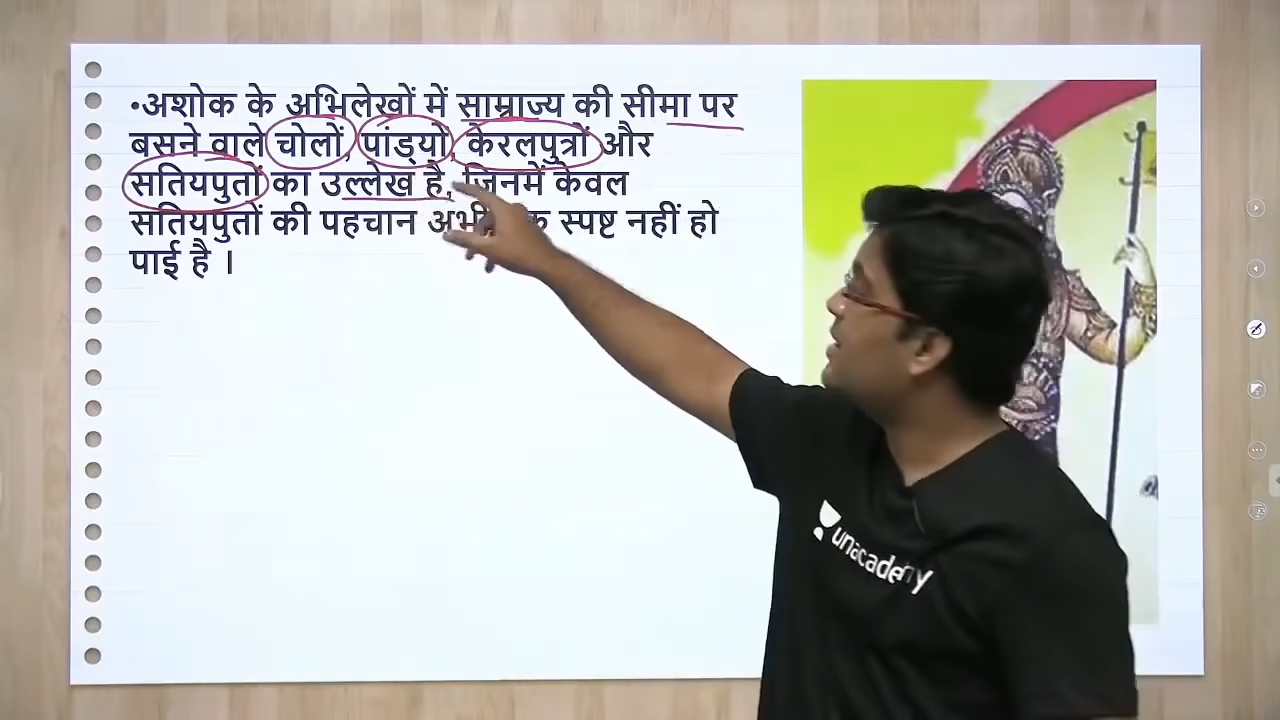 •अशोक के अभिलेखों में साम्राज्य की सीमा पर
बसने वाले चोलों, पांड्यों, केरलपुत्रों और
सतियपुतों का उल्लेख है, जिनमें केवल
सतियपुतों की पहचान स्पष्ट नहीं हो
पाई है ।
unacademy